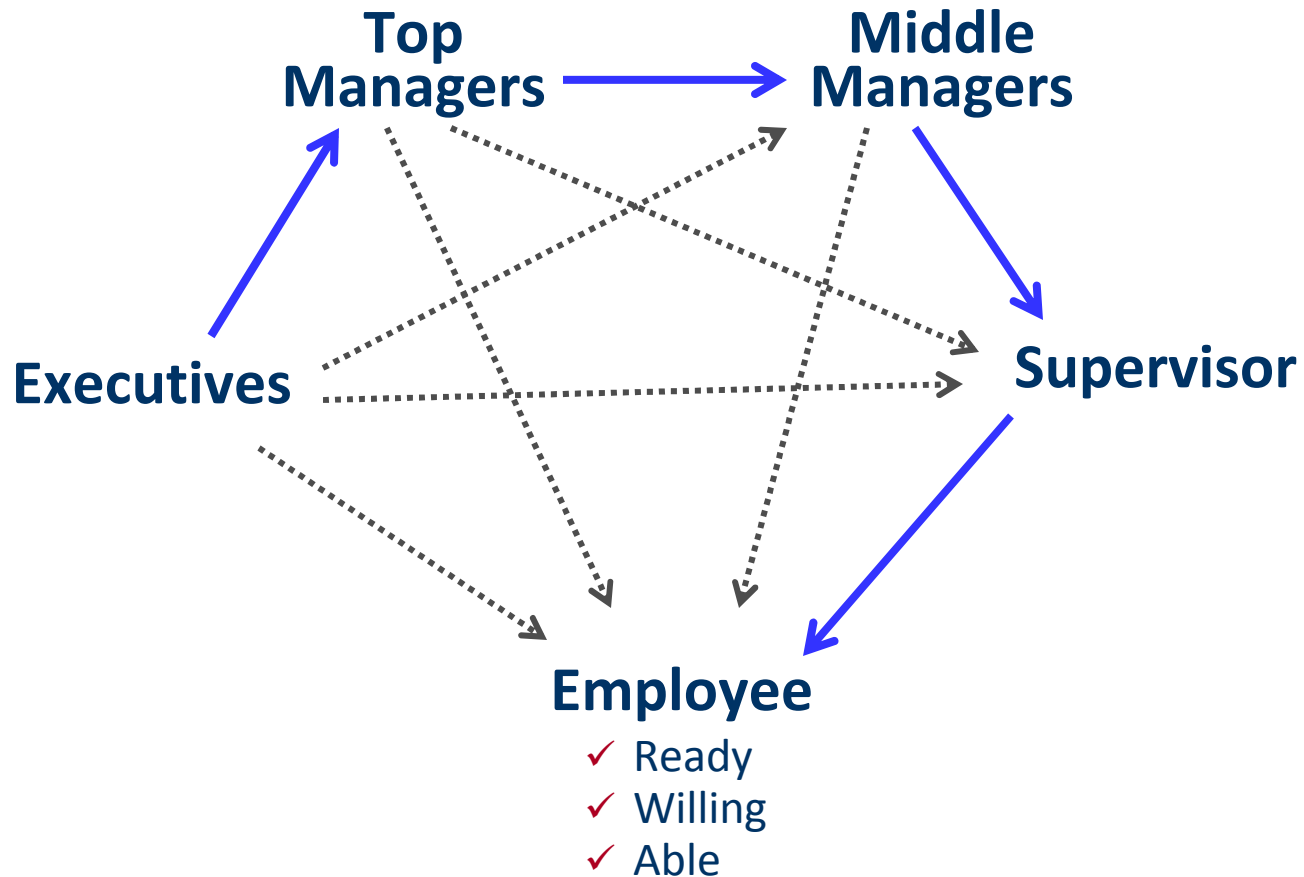 Top
Managers
Middle
Managers
Executives
Supervisor
Employee
Ready
Willing
Able